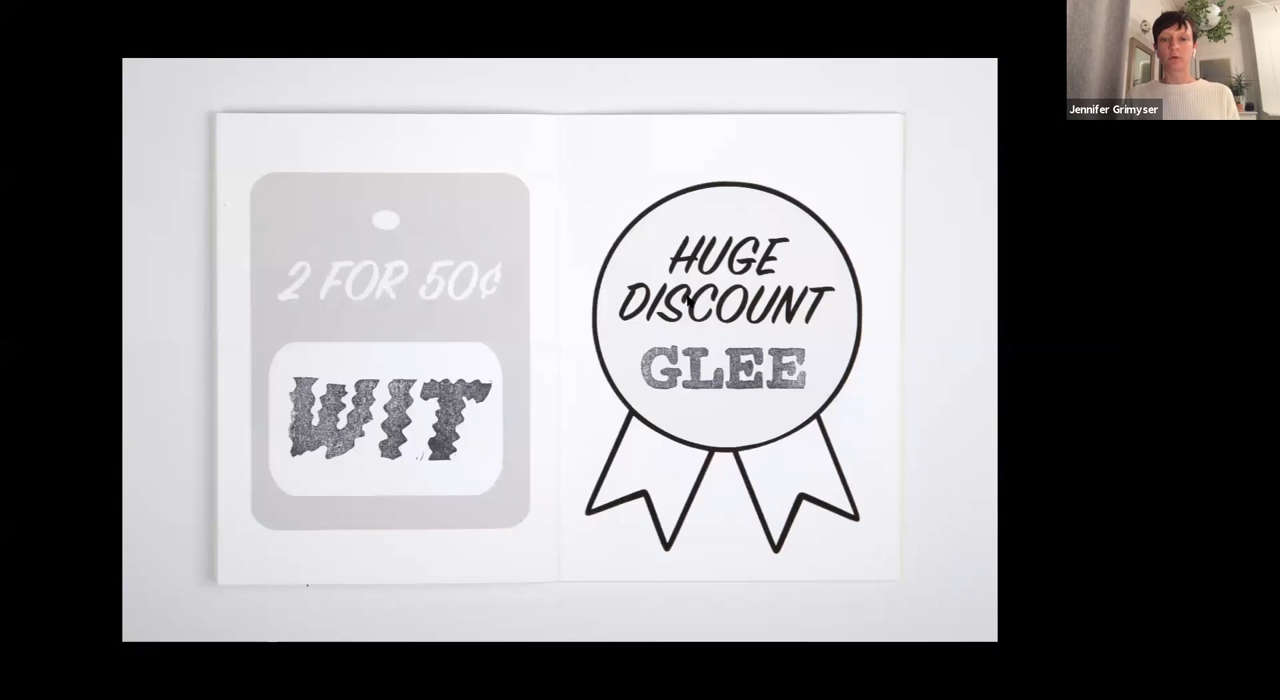 2 FOR 50¢
WIT
HUGE
DISCOUNT
GLEE
Jennifer Grimyser